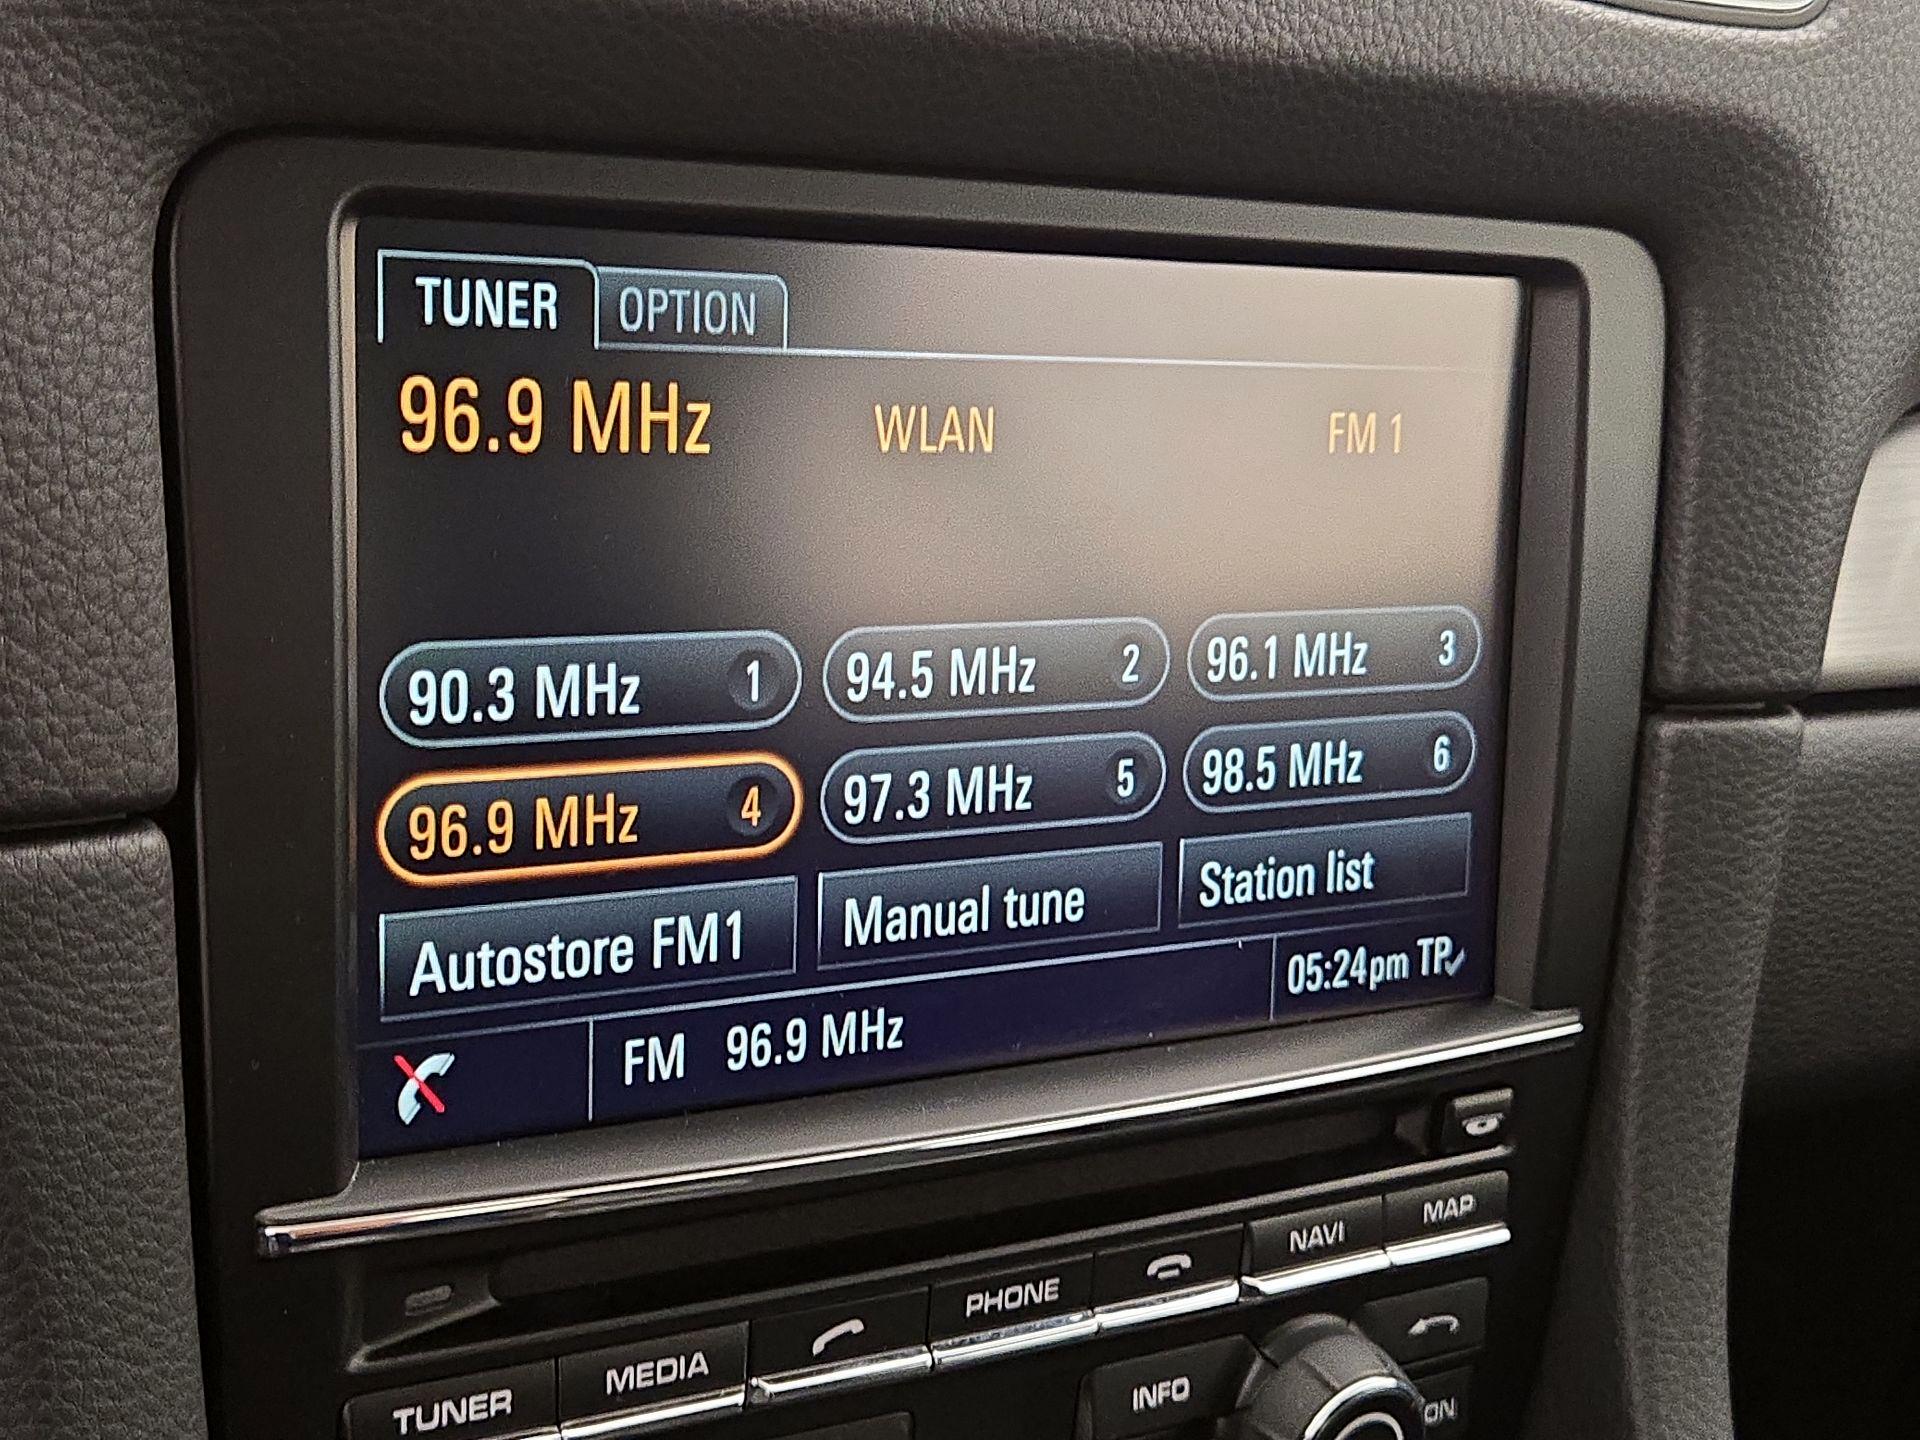 TUNER OPTION
96.9 MHz WLAN FM 1
90.3 MHz 1 94.5 MHz 2 96.1 MHz 3
96.9 MHz 4 97.3 MHz 5 98.5 MHz 6
Autostore FM1 Manual tune Station list
FM 96.9 MHz 05:24pm TP
TUNER MEDIA PHONE NAVI MAP
INFO